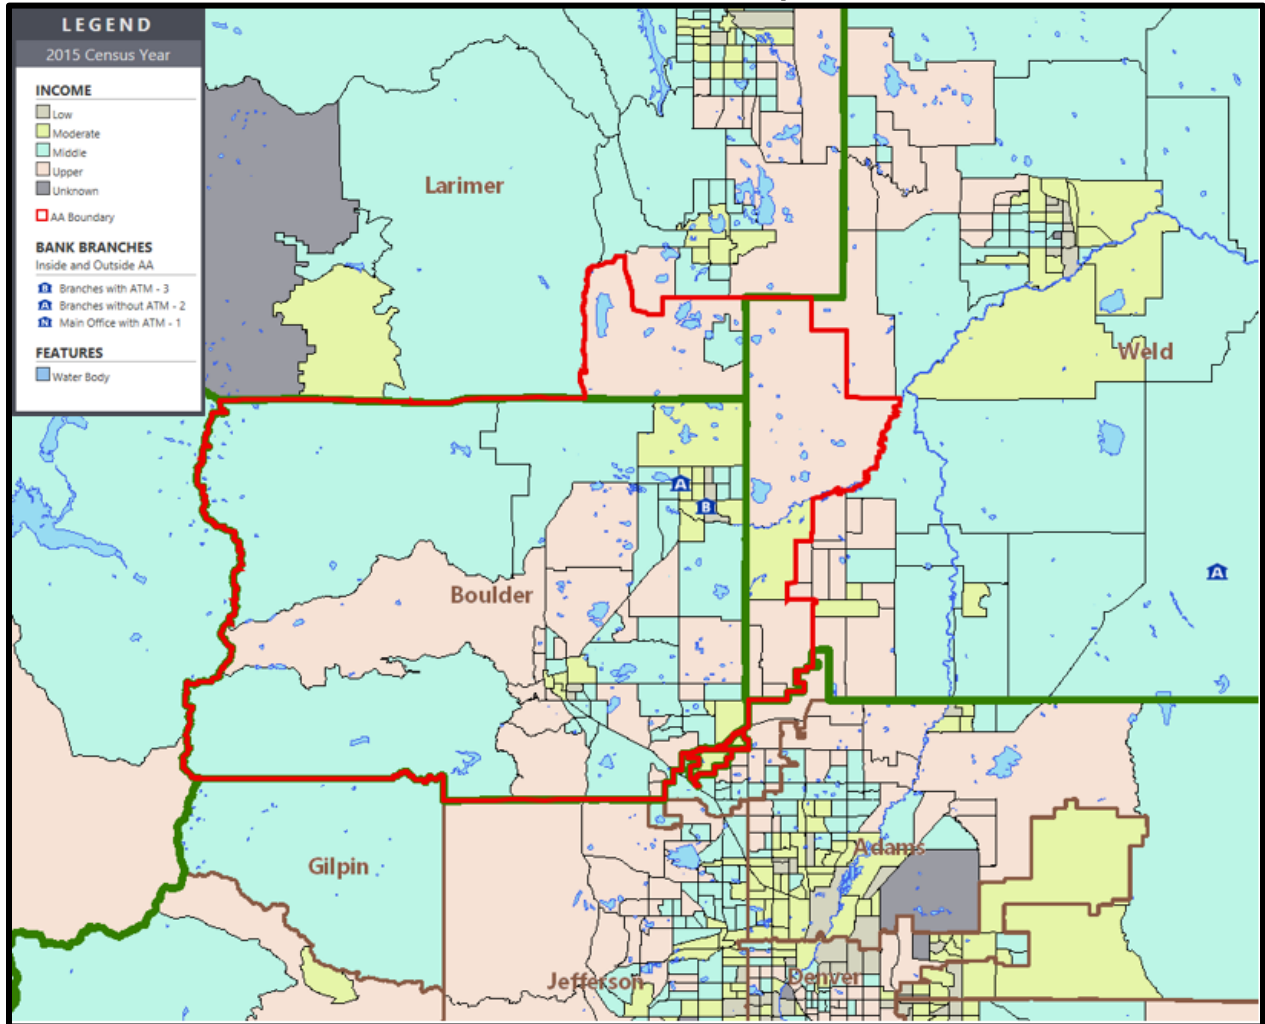 LEGEND
2015 Census Year
INCOME
Low
Moderate
Middle
Upper
Unknown
AA Boundary
BANK BRANCHES
Inside and Outside AA
B Branches with ATM - 3
A Branches without ATM - 2
N Main Office with ATM - 1
FEATURES
Water Body
Larimer
Weld
A
B
A
Boulder
Gilpin
Adams
Jefferson
Denver